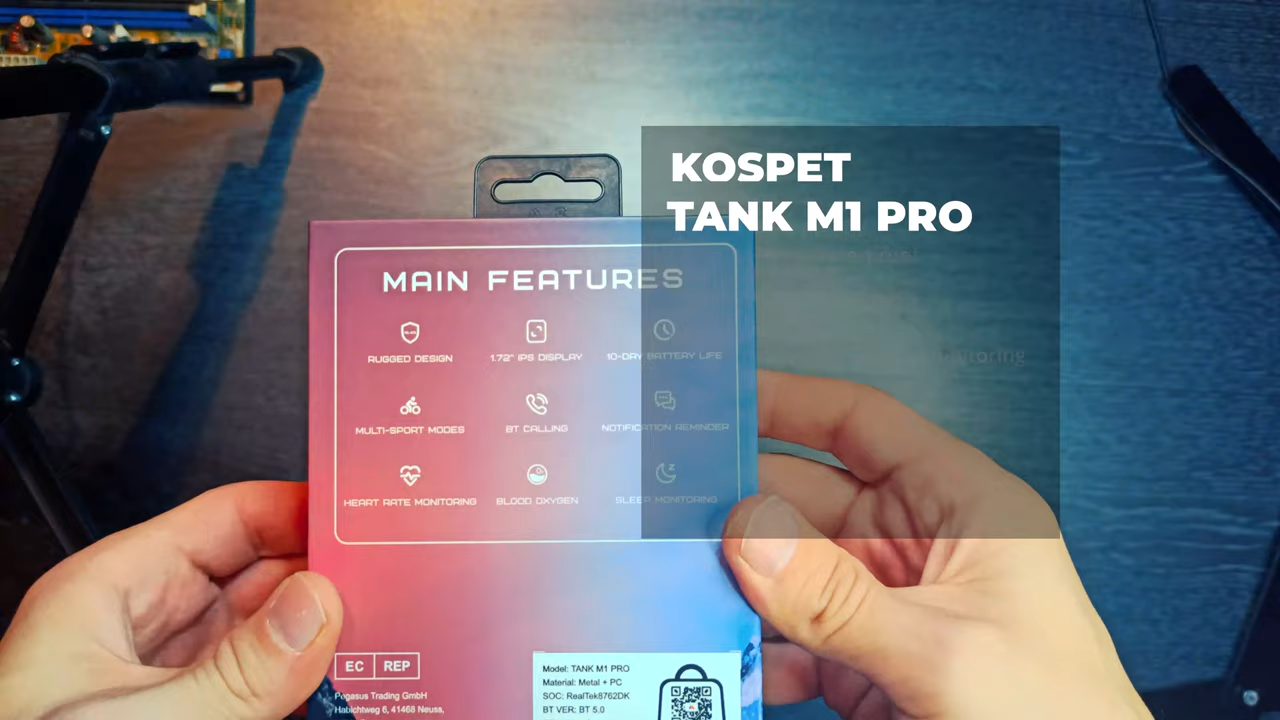 KOSPET
TANK M1 PRO
MAIN FEATURES
RUGGED DESIGN
1.72" IPS DISPLAY
10-DAY BATTERY LIFE
MULTI-SPORT MODES
BT CALLING
NOTIFICATION REMINDER
HEART RATE MONITORING
BLOOD OXYGEN
SLEEP MONITORING
EC REP
Pegasus Trading GmbH
Habichtweg 6, 41468 Neuss,
Model: TANK M1 PRO
Material: Metal + PC
SOC: RealTek8762DK
BT VER: BT 5.0